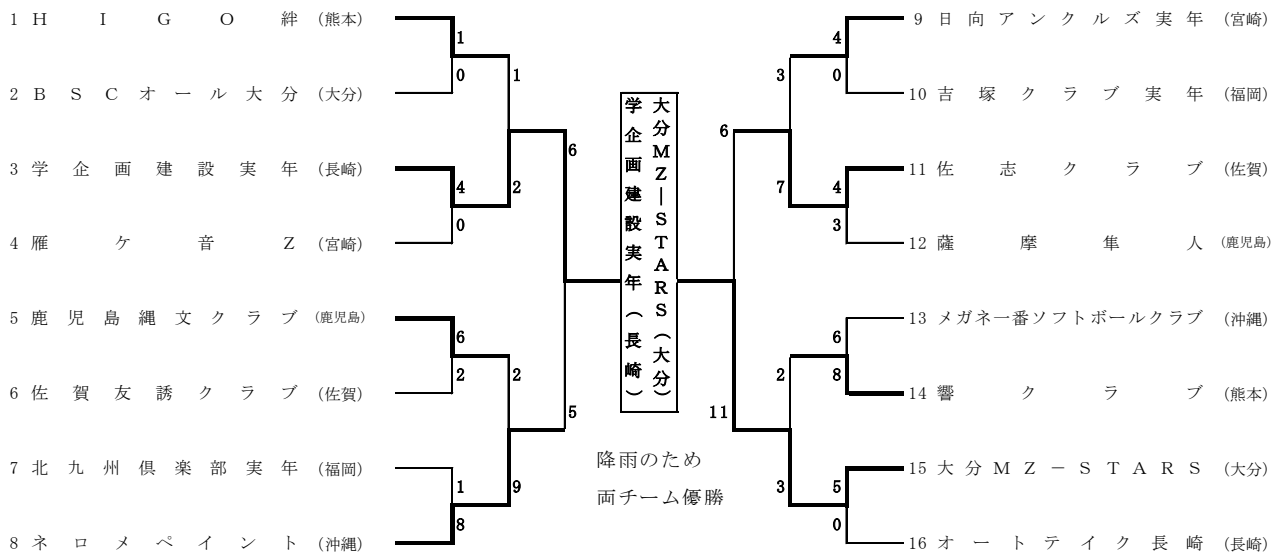 1 HIGO絆 (熊本)
2 BSCオール大分 (大分)
3 学企画建設実年 (長崎)
4 雁ケ音Z (宮崎)
5 鹿児島縄文クラブ (鹿児島)
6 佐賀友誘クラブ (佐賀)
7 北九州倶楽部実年 (福岡)
8 ネロメペイント (沖縄)
1
0
4
0
6
2
1
8
1
2
2
9
6
5
大分MZ-STARS(大分)
学企画建設実年(長崎)
降雨のため
両チーム優勝
6
11
3
7
2
3
4
0
4
3
6
8
5
0
9 日向アンクルズ実年 (宮崎)
10 吉塚クラブ実年 (福岡)
11 佐志クラブ (佐賀)
12 薩摩隼人 (鹿児島)
13 メガネ一番ソフトボールクラブ (沖縄)
14 響クラブ (熊本)
15 大分MZ-STARS (大分)
16 オートテイク長崎 (長崎)